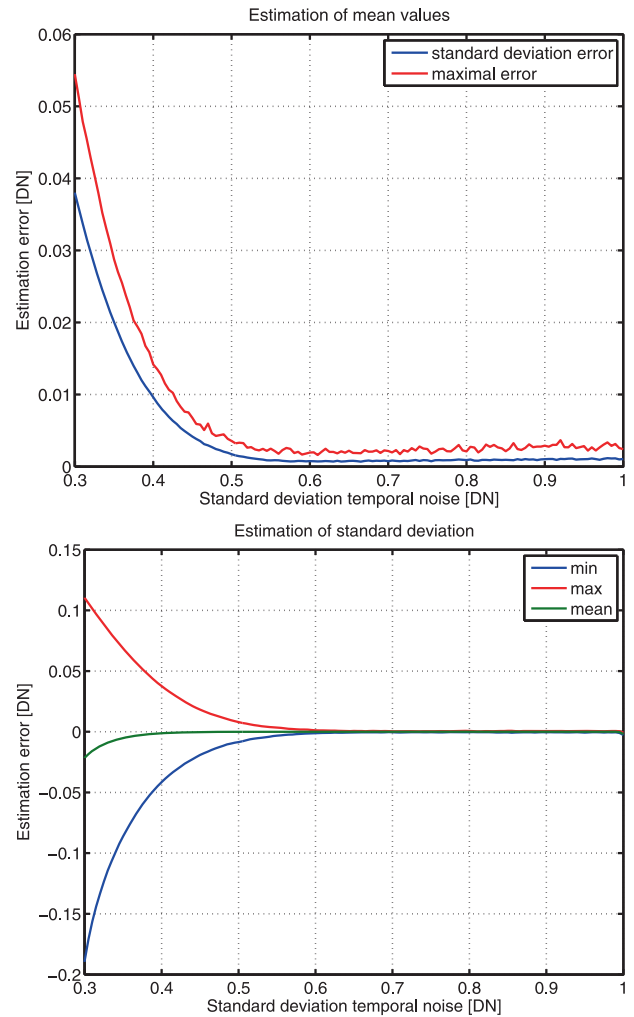 Estimation of mean values
0.06
standard deviation error
maximal error
0.05
0.04
0.03
0.02
0.01
0
Estimation error [DN]
0.3 0.4 0.5 0.6 0.7 0.8 0.9 1
Standard deviation temporal noise [DN]
Estimation of standard deviation
0.15
min
max
mean
0.1
0.05
0
−0.05
−0.1
−0.15
−0.2
Estimation error [DN]
0.3 0.4 0.5 0.6 0.7 0.8 0.9 1
Standard deviation temporal noise [DN]